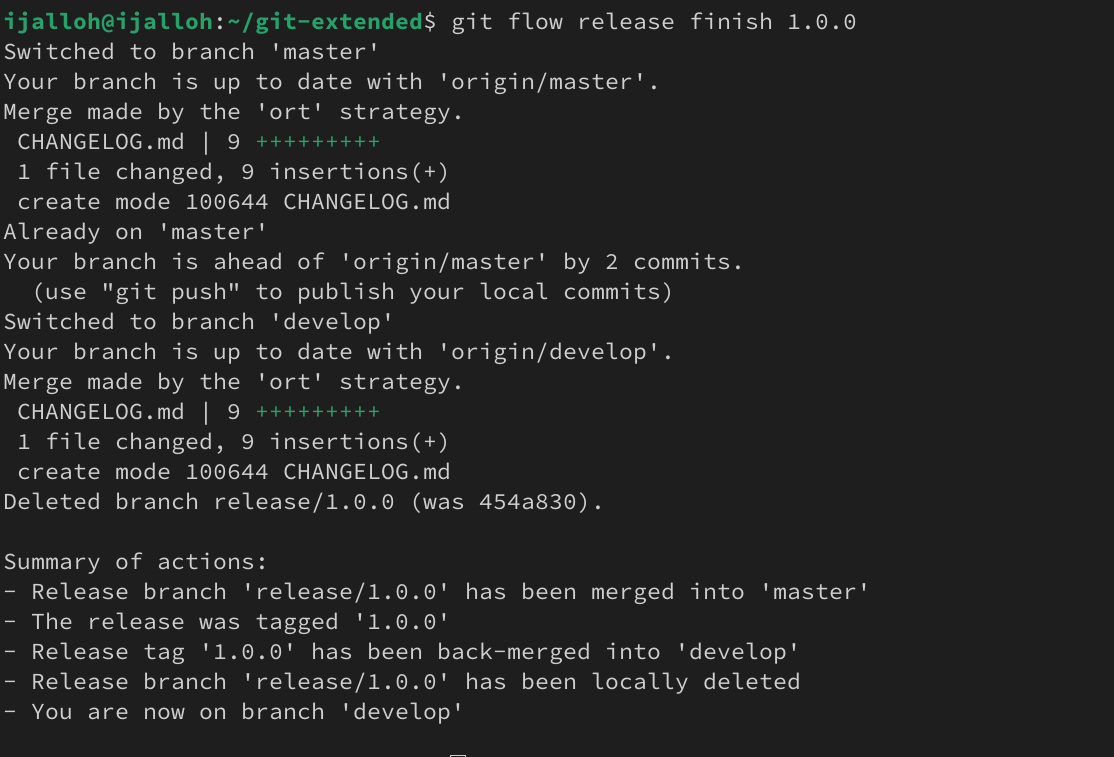 ijalloh@ijalloh:~/git-extended$ git flow release finish 1.0.0
Switched to branch 'master'
Your branch is up to date with 'origin/master'.
Merge made by the 'ort' strategy.
 CHANGELOG.md | 9 +++++++++
 1 file changed, 9 insertions(+)
 create mode 100644 CHANGELOG.md
Already on 'master'
Your branch is ahead of 'origin/master' by 2 commits.
  (use "git push" to publish your local commits)
Switched to branch 'develop'
Your branch is up to date with 'origin/develop'.
Merge made by the 'ort' strategy.
 CHANGELOG.md | 9 +++++++++
 1 file changed, 9 insertions(+)
 create mode 100644 CHANGELOG.md
Deleted branch release/1.0.0 (was 454a830).

Summary of actions:
- Release branch 'release/1.0.0' has been merged into 'master'
- The release was tagged '1.0.0'
- Release tag '1.0.0' has been back-merged into 'develop'
- Release branch 'release/1.0.0' has been locally deleted
- You are now on branch 'develop'